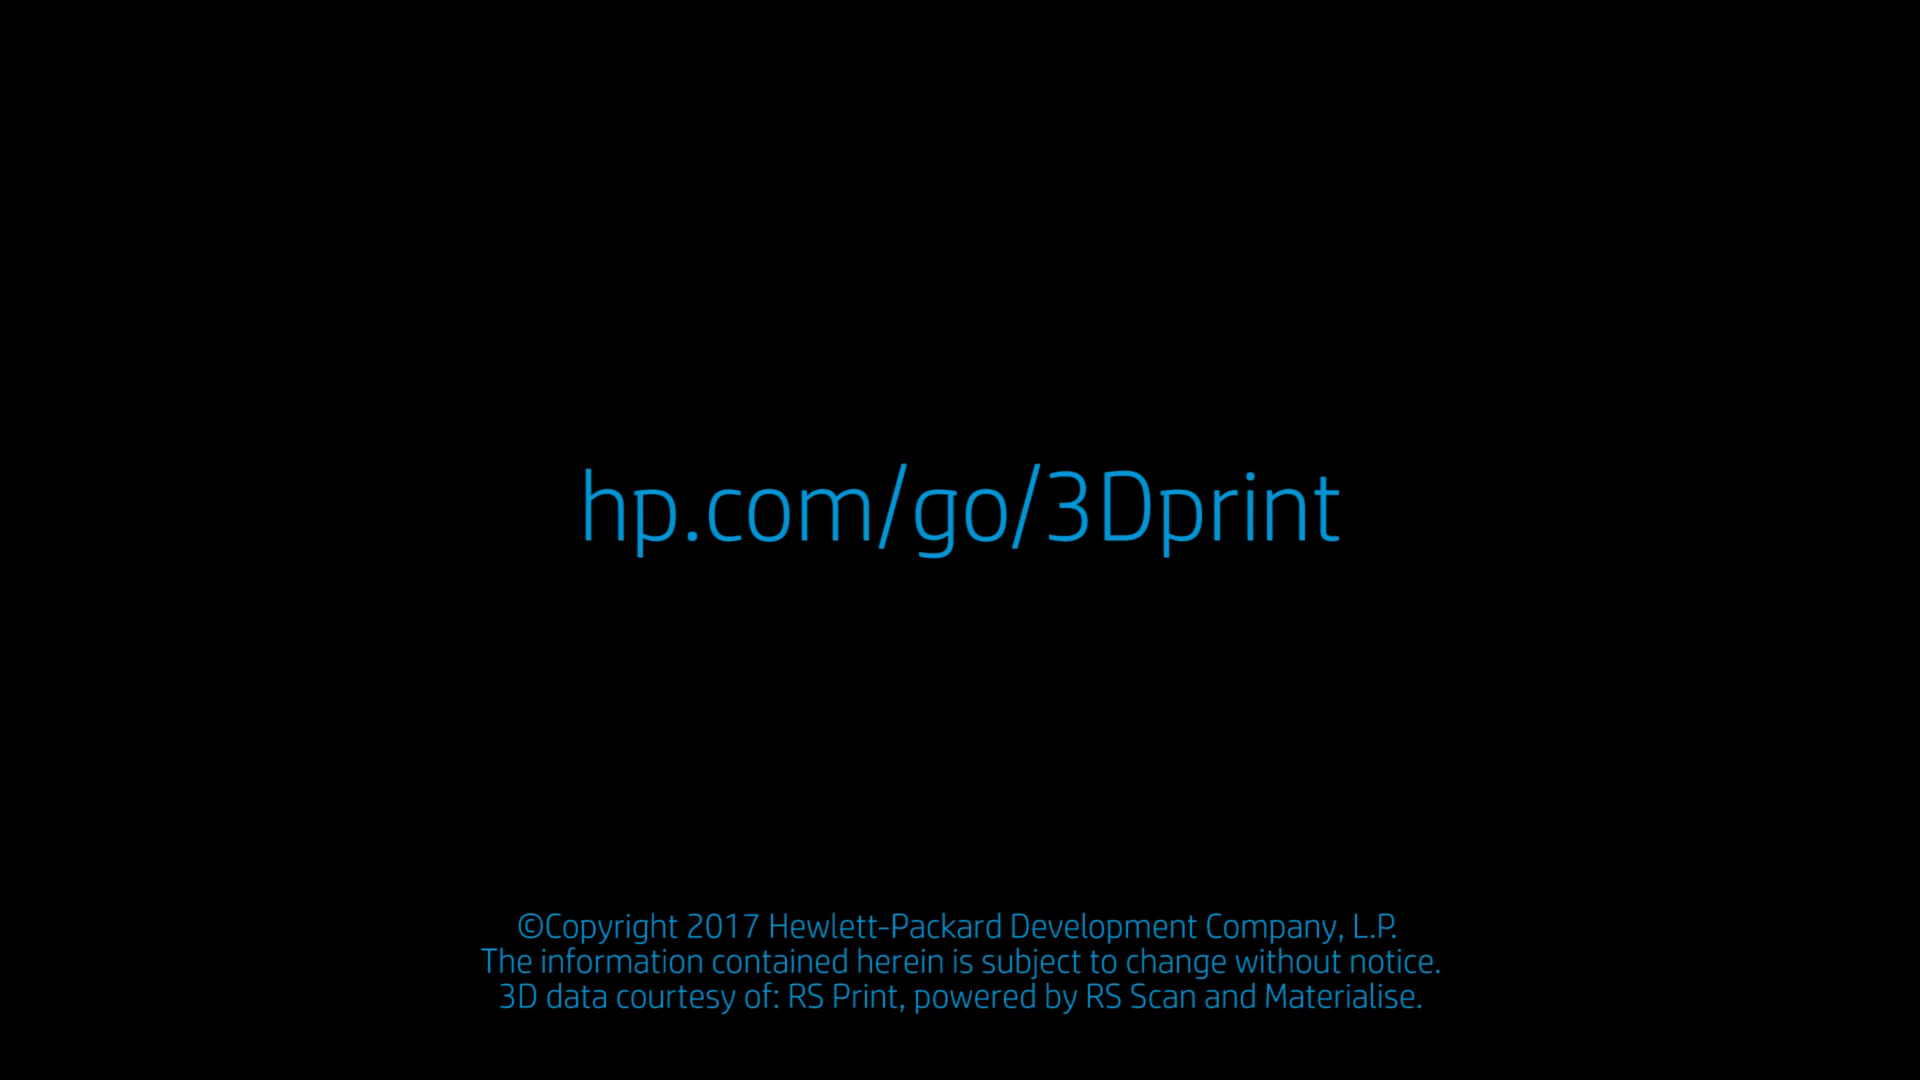 hp.com/go/3Dprint
©Copyright 2017 Hewlett-Packard Development Company, L.P.
The information contained herein is subject to change without notice.
3D data courtesy of: RS Print, powered by RS Scan and Materialise.